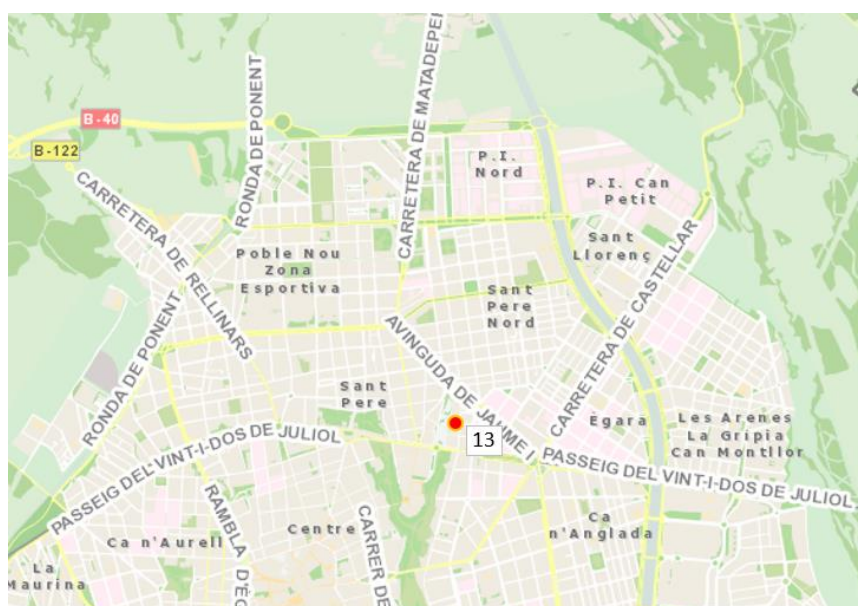 CARRETERA DE MATADEPE
B-40
B-122
RONDA DE PONENT
CARRETERA DE RELLINARS
P.I.
Nord
P.I. Can
Petit
Sant
Llorenç
Poble Nou
Zona
Esportiva
Sant
Pere
Nord
CARRETERA DE CASTELLAR
RONDA DE PONENT
AVINGUDA DE JAUME I
Sant
Pere
13
Ègara
Les Arenes
La Grípia
Can Montllor
PASSEIG DEL VINT-I-DOS DE JULIOL
PASSEIG DEL VINT-I-DOS DE JULIOL
RAMBLA D'ÈG
Centre
CARRER DE
Ca n'Aurell
Ca
n'Anglada
La
Maurina